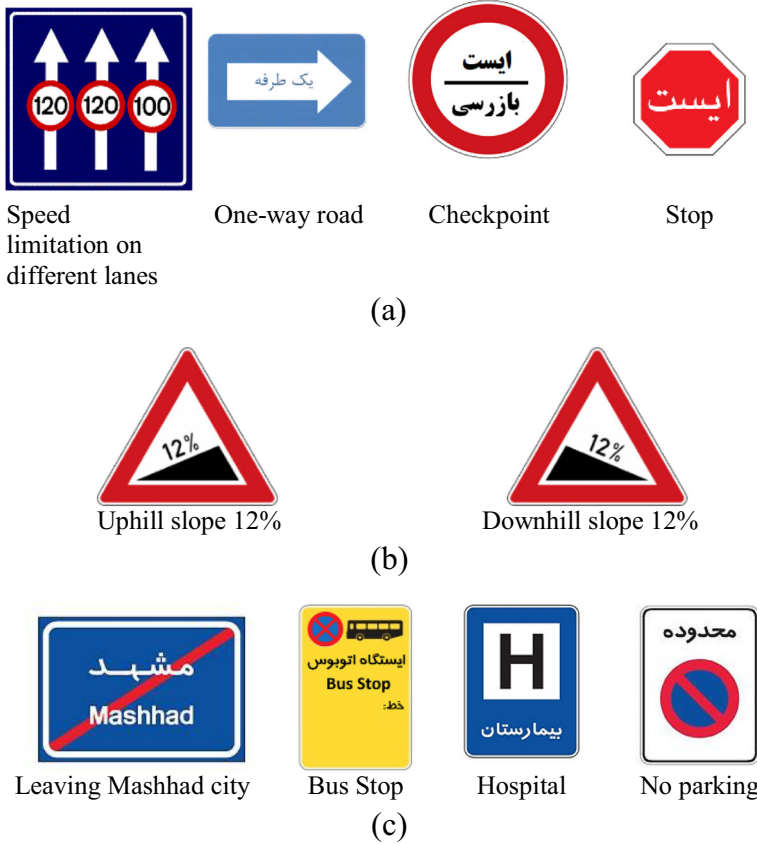 120 120 100
یک طرفه
ایست
بازرسی
ایست
Speed
limitation on
different lanes
One-way road
Checkpoint
Stop
(a)
12%
12%
Uphill slope 12%
Downhill slope 12%
(b)
مشهد
Mashhad
ایستگاه اتوبوس
Bus Stop
خط:
H
بیمارستان
محدوده
Leaving Mashhad city
Bus Stop
Hospital
No parking
(c)